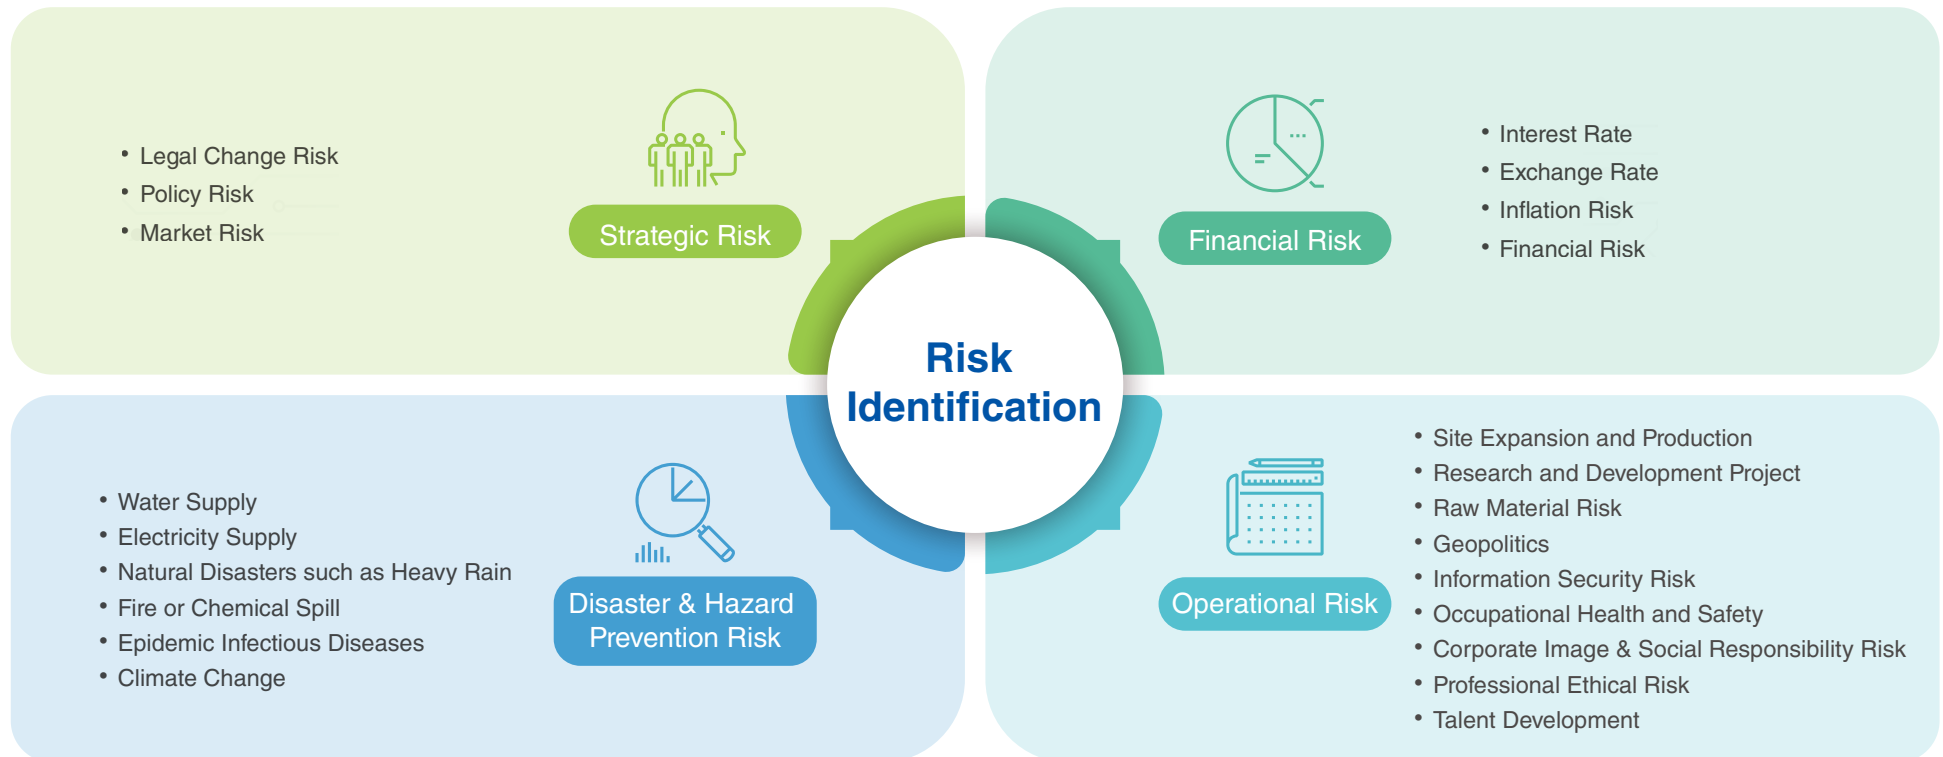 • Legal Change Risk
• Policy Risk
• Market Risk
Strategic Risk
Financial Risk
• Interest Rate
• Exchange Rate
• Inflation Risk
• Financial Risk
Risk
Identification
• Water Supply
• Electricity Supply
• Natural Disasters such as Heavy Rain
• Fire or Chemical Spill
• Epidemic Infectious Diseases
• Climate Change
Disaster & Hazard
Prevention Risk
Operational Risk
• Site Expansion and Production
• Research and Development Project
• Raw Material Risk
• Geopolitics
• Information Security Risk
• Occupational Health and Safety
• Corporate Image & Social Responsibility Risk
• Professional Ethical Risk
• Talent Development